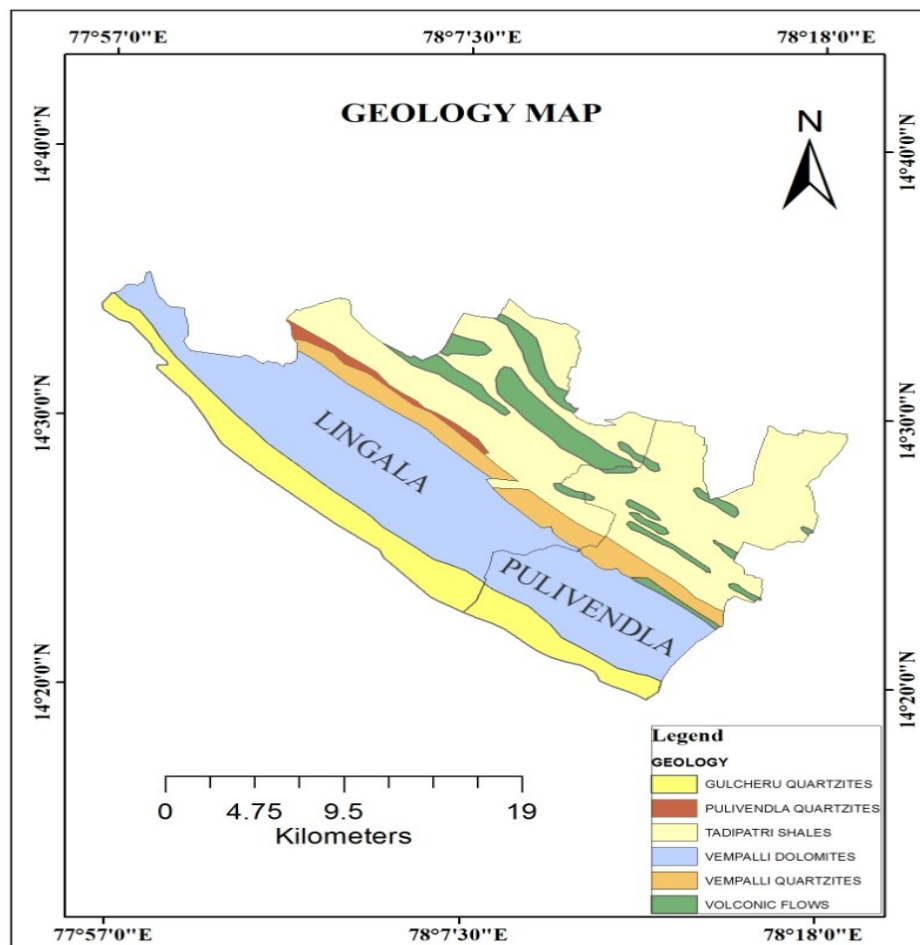 77°57'0"E 78°7'30"E 78°18'0"E
GEOLOGY MAP
N
14°40'0"N 14°40'0"N
14°30'0"N 14°30'0"N
LINGALA
PULIVENDLA
14°20'0"N 14°20'0"N
Legend
GEOLOGY
GULCHERU QUARTZITES
PULIVENDLA QUARTZITES
TADIPATRI SHALES
VEMPALLI DOLOMITES
VEMPALLI QUARTZITES
VOLCONIC FLOWS
0 4.75 9.5 19
Kilometers
77°57'0"E 78°7'30"E 78°18'0"E